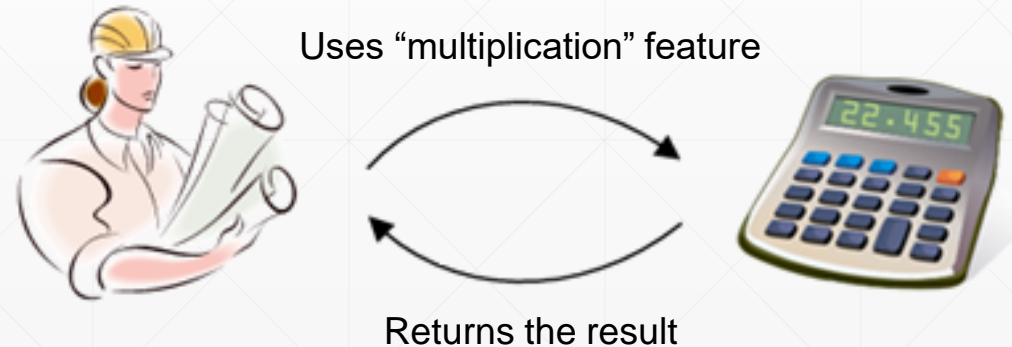 Uses “multiplication” feature
22.455
Returns the result